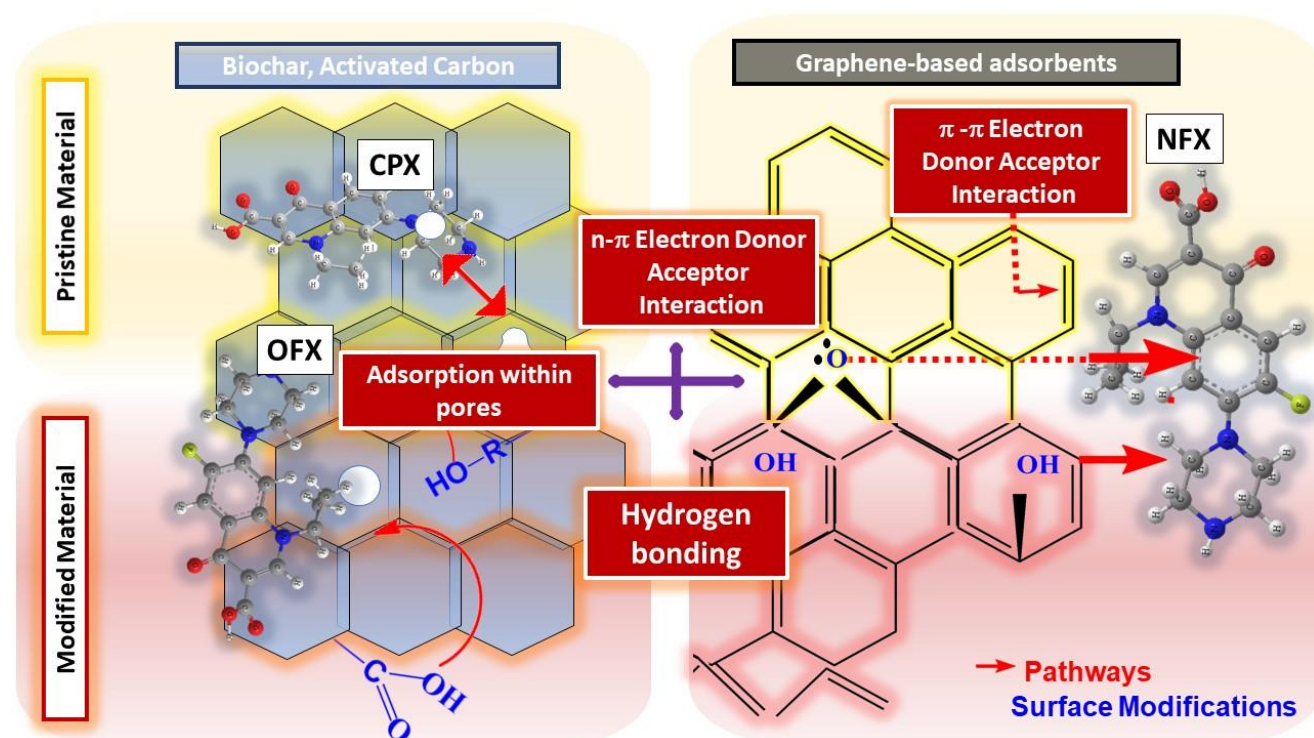 Biochar, Activated Carbon
Graphene-based adsorbents
Pristine Material
CPX
π -π Electron
Donor Acceptor
Interaction
NFX
n-π Electron Donor
Acceptor
Interaction
OFX
Adsorption within
pores
O
HO-R
OH
OH
Hydrogen
bonding
Modified Material
C
OH
O
Pathways
Surface Modifications